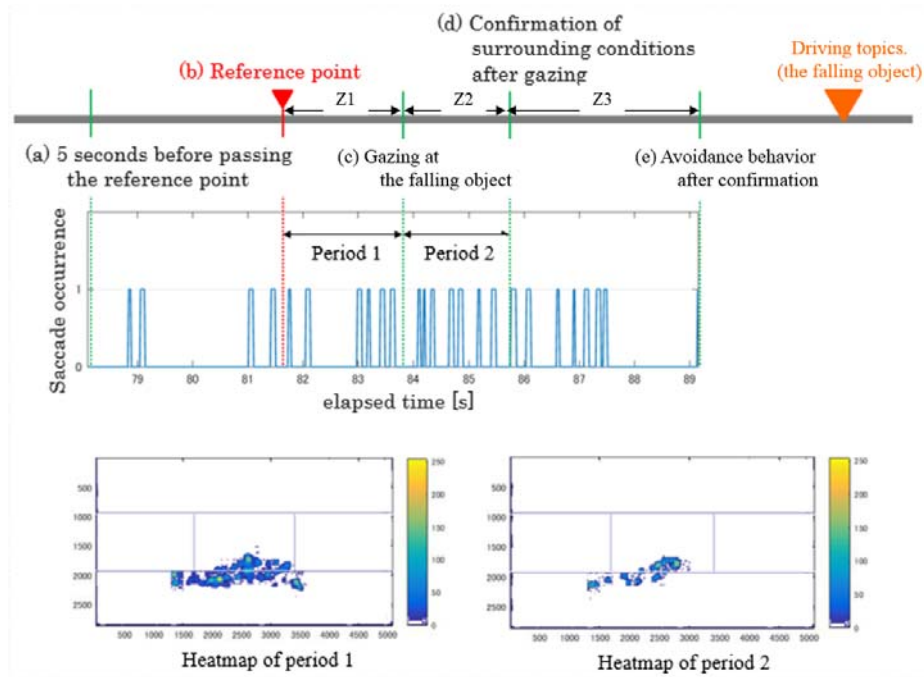 (d) Confirmation of
surrounding conditions
after gazing
Driving topics.
(the falling object)
(b) Reference point
Z1
Z2
Z3
(a) 5 seconds before passing
the reference point
(c) Gazing at
the falling object
(e) Avoidance behavior
after confirmation
Period 1
Period 2
Saccade occurrence
1
0
79 80 81 82 83 84 85 86 87 88 89
elapsed time [s]
500
1000
1500
2000
2500
500 1000 1500 2000 2500 3000 3500 4000 4500 5000
250
200
150
100
50
0
Heatmap of period 1
500
1000
1500
2000
2500
500 1000 1500 2000 2500 3000 3500 4000 4500 5000
250
200
150
100
50
0
Heatmap of period 2